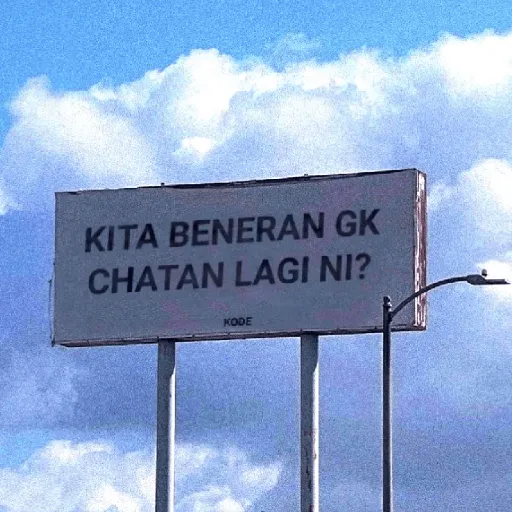 KITA BENERAN GK
CHATAN LAGI NI?
KODE